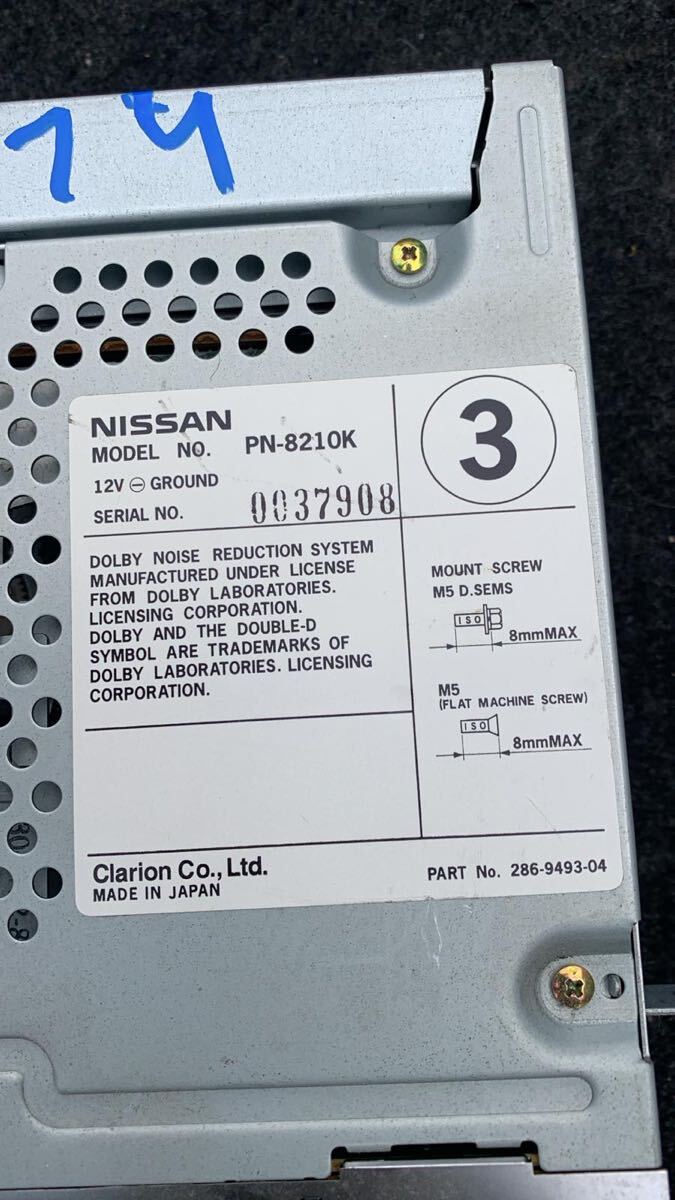 NISSAN
MODEL NO. PN-8210K
12V ⊖ GROUND
SERIAL NO. 0037908
3
DOLBY NOISE REDUCTION SYSTEM
MANUFACTURED UNDER LICENSE
FROM DOLBY LABORATORIES.
LICENSING CORPORATION.
DOLBY AND THE DOUBLE-D
SYMBOL ARE TRADEMARKS OF
DOLBY LABORATORIES. LICENSING
CORPORATION.
MOUNT SCREW
M5 D.SEMS
ISO
8mmMAX
M5
(FLAT MACHINE SCREW)
ISO
8mmMAX
Clarion Co., Ltd.
MADE IN JAPAN
PART No. 286-9493-04